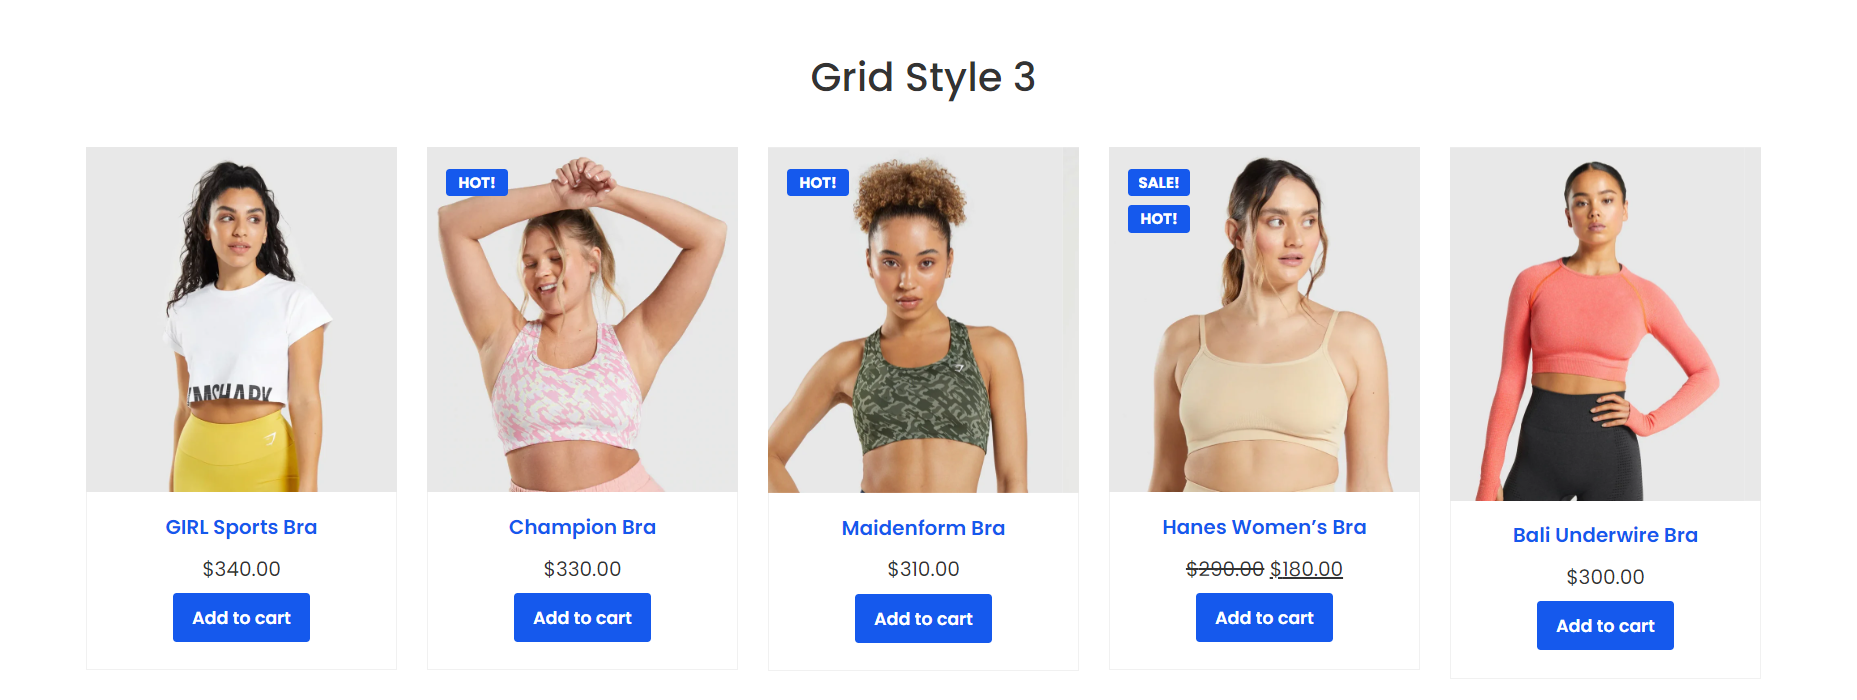 Grid Style 3
HOT!
HOT!
SALE!
HOT!
GIRL Sports Bra
$340.00
Add to cart
Champion Bra
$330.00
Add to cart
Maidenform Bra
$310.00
Add to cart
Hanes Women’s Bra
$290.00 $180.00
Add to cart
Bali Underwire Bra
$300.00
Add to cart